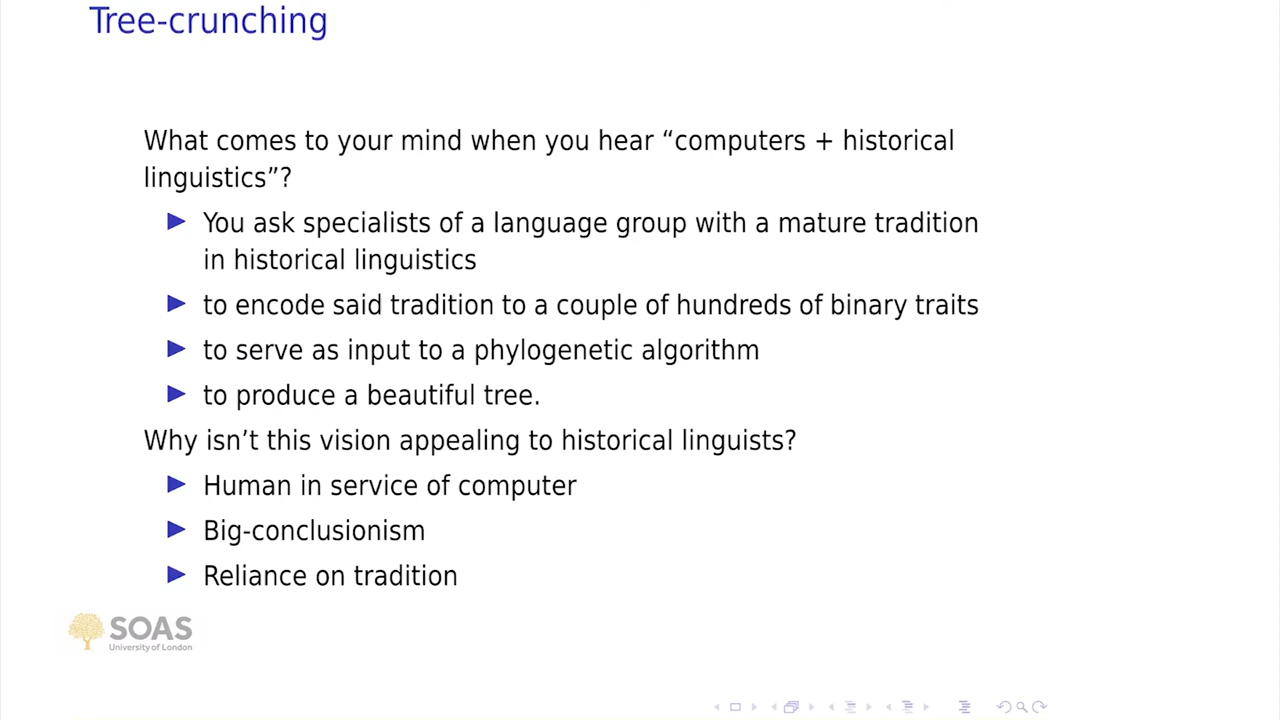 Tree-crunching
What comes to your mind when you hear “computers + historical
linguistics”?
You ask specialists of a language group with a mature tradition
in historical linguistics
to encode said tradition to a couple of hundreds of binary traits
to serve as input to a phylogenetic algorithm
to produce a beautiful tree.
Why isn’t this vision appealing to historical linguists?
Human in service of computer
Big-conclusionism
Reliance on tradition
SOAS
University of London